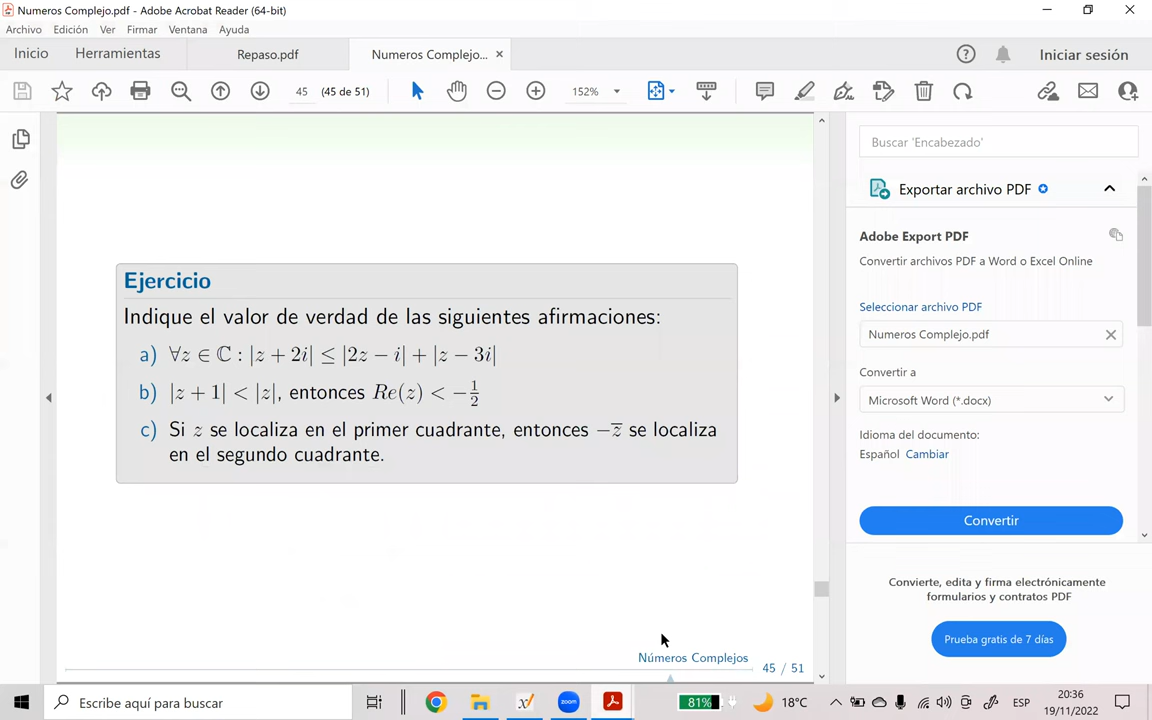 Numeros Complejo.pdf - Adobe Acrobat Reader (64-bit)
Archivo Edición Ver Firmar Ventana Ayuda
Inicio Herramientas Repaso.pdf Numeros Complejo... × Iniciar sesión
45 (45 de 51) 152%
Buscar 'Encabezado'
Exportar archivo PDF
Adobe Export PDF
Convertir archivos PDF a Word o Excel Online
Seleccionar archivo PDF
Numeros Complejo.pdf
Convertir a
Microsoft Word (*.docx)
Idioma del documento:
Español Cambiar
Convertir
Convierte, edita y firma electrónicamente
formularios y contratos PDF
Prueba gratis de 7 días
Ejercicio
Indique el valor de verdad de las siguientes afirmaciones:
a) ∀z ∈ ℂ : |z + 2i| ≤ |2z − i| + |z − 3i|
b) |z + 1| < |z|, entonces Re(z) < −1/2
c) Si z se localiza en el primer cuadrante, entonces −z̅ se localiza
en el segundo cuadrante.
Números Complejos 45 / 51
Escribe aquí para buscar
zoom
81% 18°C ESP 20:36
19/11/2022